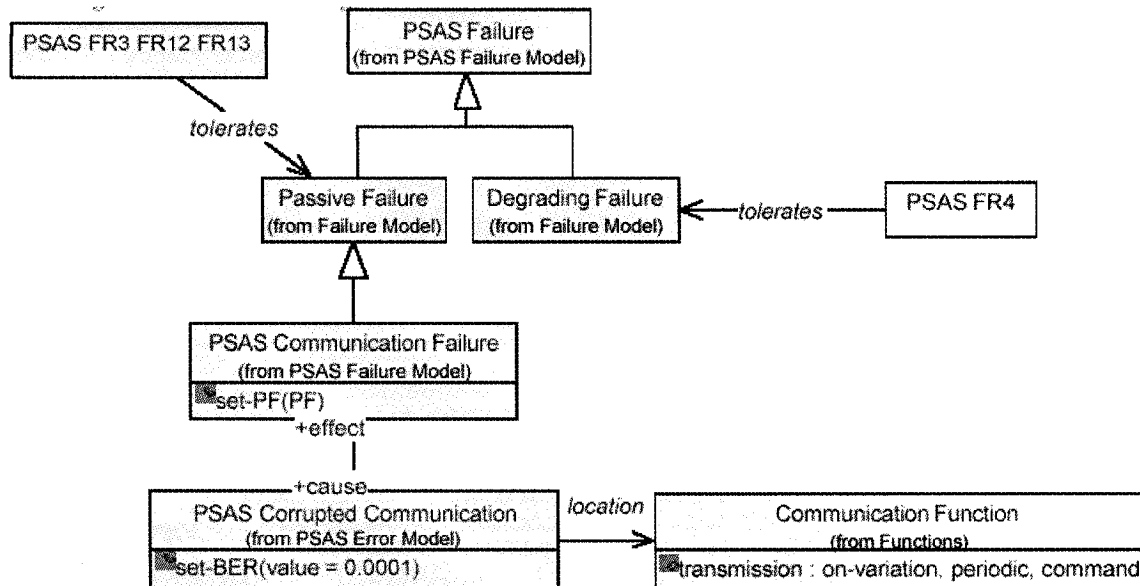 PSAS FR3 FR12 FR13
PSAS Failure
(from PSAS Failure Model)
tolerates
Passive Failure
(from Failure Model)
Degrading Failure
(from Failure Model)
tolerates
PSAS FR4
PSAS Communication Failure
(from PSAS Failure Model)
set-PF(PF)
+effect
+cause
PSAS Corrupted Communication
(from PSAS Error Model)
set-BER(value = 0.0001)
location
Communication Function
(from Functions)
transmission : on-variation, periodic, command